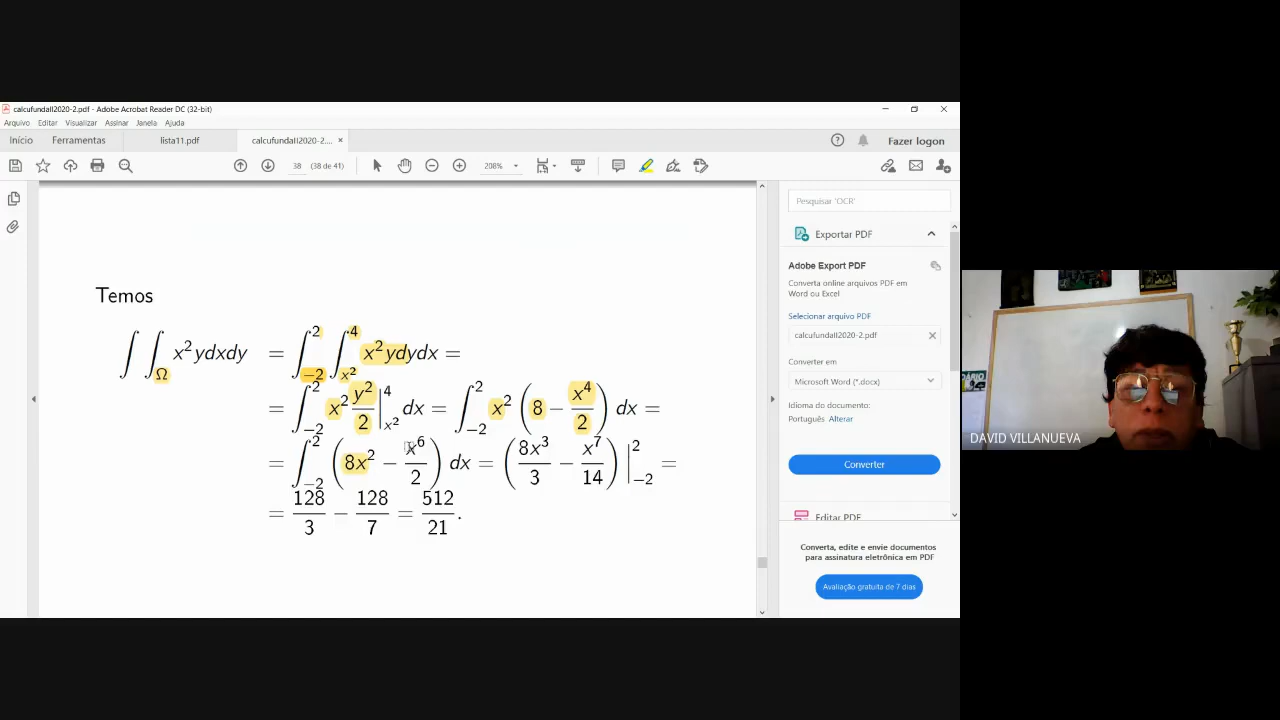 calcufundaII2020-2.pdf - Adobe Acrobat Reader DC (32-bit)
Arquivo Editar Visualizar Assinar Janela Ajuda
Início Ferramentas lista11.pdf calcufundaII2020-2.... × Fazer logon
38 (38 de 41) 208%
Pesquisar 'OCR'
Exportar PDF
Adobe Export PDF
Converta online arquivos PDF em
Word ou Excel
Selecionar arquivo PDF
calcufundaII2020-2.pdf
Converter em
Microsoft Word (*.docx)
Idioma do documento:
Português Alterar
Converter
Editar PDF
Converta, edite e envie documentos
para assinatura eletrônica em PDF
Avaliação gratuita de 7 dias
Temos
∫∫_Ω x²ydxdy = ∫_{-2}^{2} ∫_{x²}^{4} x²ydydx =
= ∫_{-2}^{2} x² y²/2 |_{x²}^{4} dx = ∫_{-2}^{2} x² (8 − x⁴/2) dx =
= ∫_{-2}^{2} (8x² − x⁶/2) dx = (8x³/3 − x⁷/14) |_{-2}^{2} =
= 128/3 − 128/7 = 512/21.
DAVID VILLANUEVA